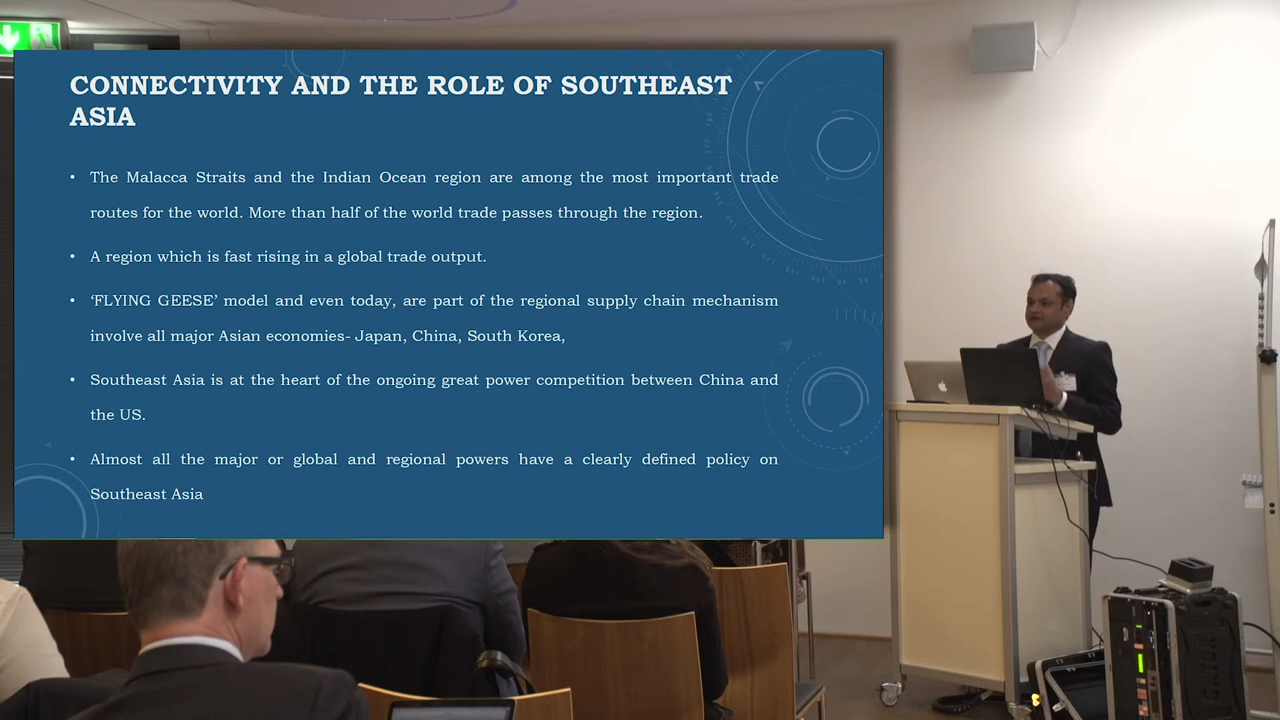 CONNECTIVITY AND THE ROLE OF SOUTHEAST
ASIA
• The Malacca Straits and the Indian Ocean region are among the most important trade
routes for the world. More than half of the world trade passes through the region.
• A region which is fast rising in a global trade output.
• ‘FLYING GEESE’ model and even today, are part of the regional supply chain mechanism
involve all major Asian economies- Japan, China, South Korea,
• Southeast Asia is at the heart of the ongoing great power competition between China and
the US.
• Almost all the major or global and regional powers have a clearly defined policy on
Southeast Asia